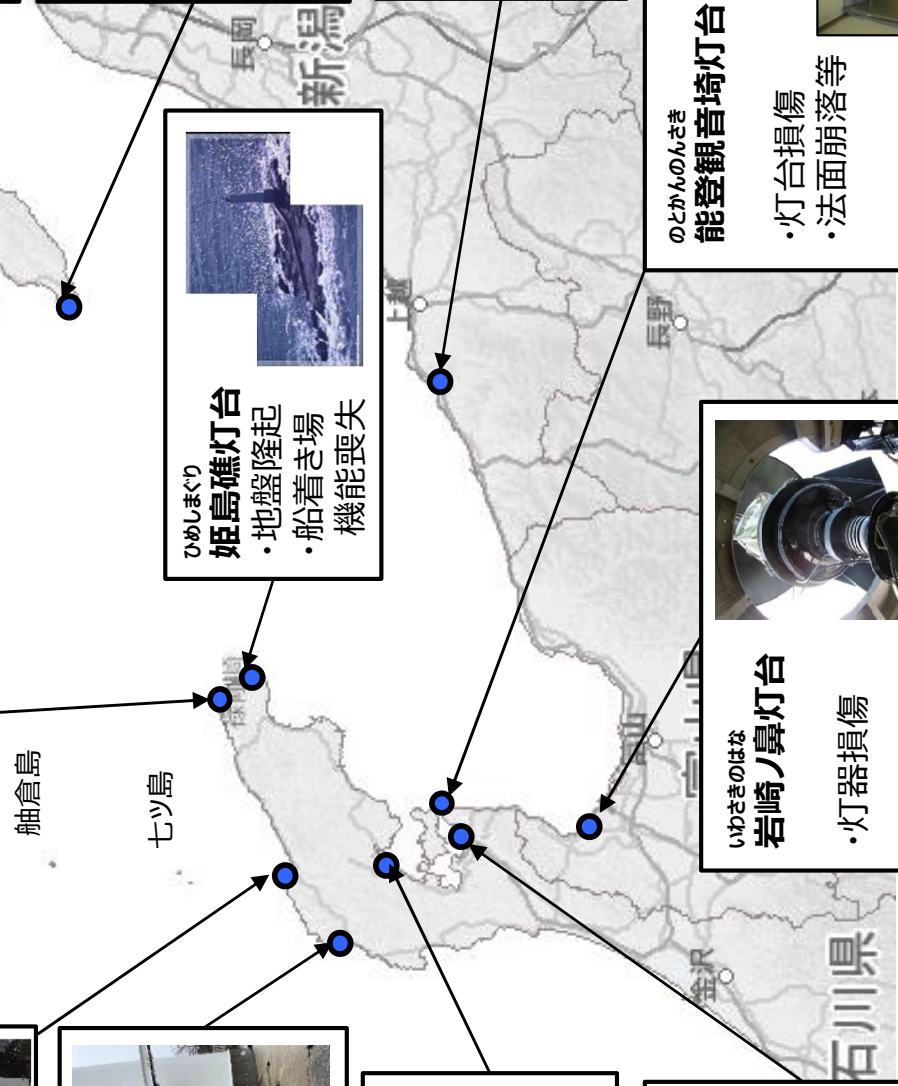 ひめしまぐり
姫島礁灯台
・地盤隆起
・船着き場
機能喪失
のとかんのんさき
能登観音埼灯台
・灯台損傷
・法面崩落等
いわさきのはな
岩崎ノ鼻灯台
・灯器損傷
舳倉島
七ツ島
長岡
新潟
上越
長野
富山
金沢
石川県